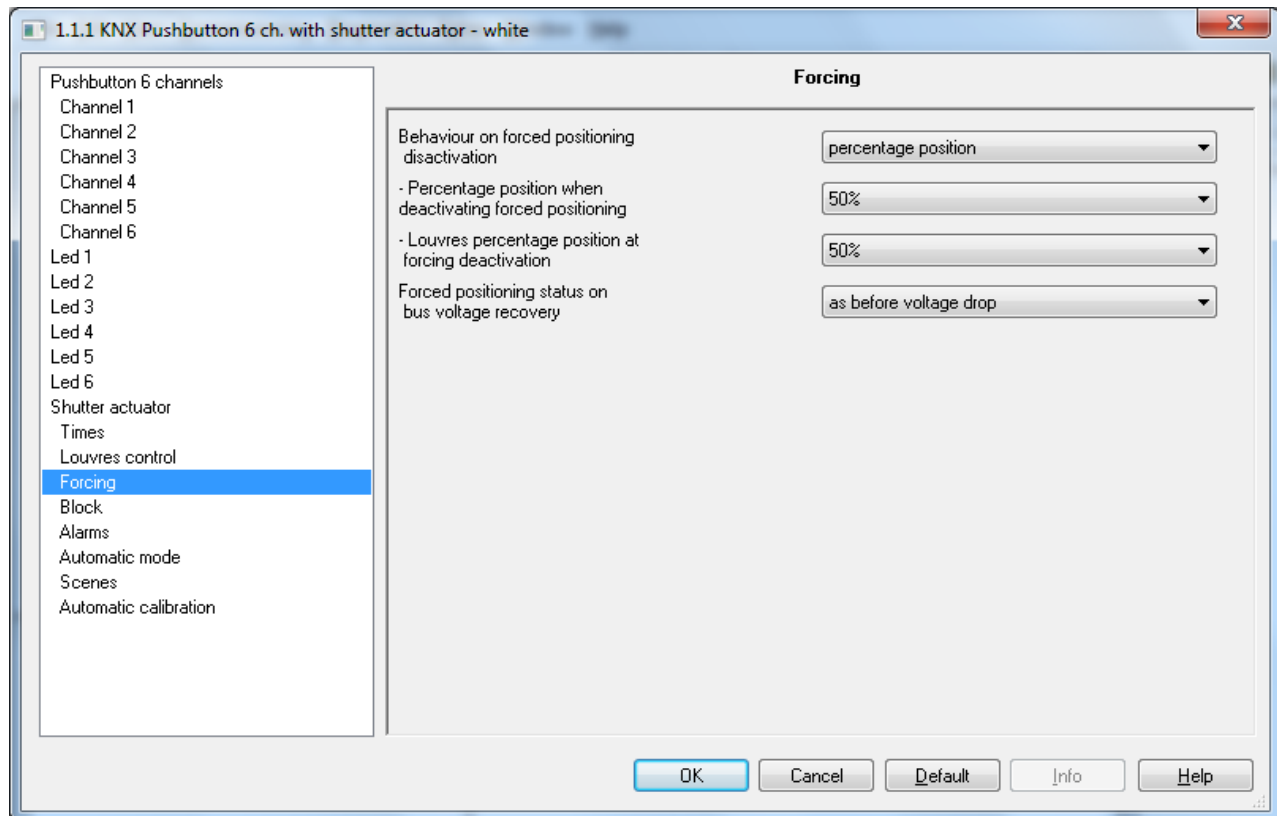 1.1.1 KNX Pushbutton 6 ch. with shutter actuator - white
Pushbutton 6 channels
Channel 1
Channel 2
Channel 3
Channel 4
Channel 5
Channel 6
Led 1
Led 2
Led 3
Led 4
Led 5
Led 6
Shutter actuator
Times
Louvres control
Forcing
Block
Alarms
Automatic mode
Scenes
Automatic calibration
Forcing
Behaviour on forced positioning
disactivation
percentage position
- Percentage position when
deactivating forced positioning
50%
- Louvres percentage position at
forcing deactivation
50%
Forced positioning status on
bus voltage recovery
as before voltage drop
OK
Cancel
Default
Info
Help